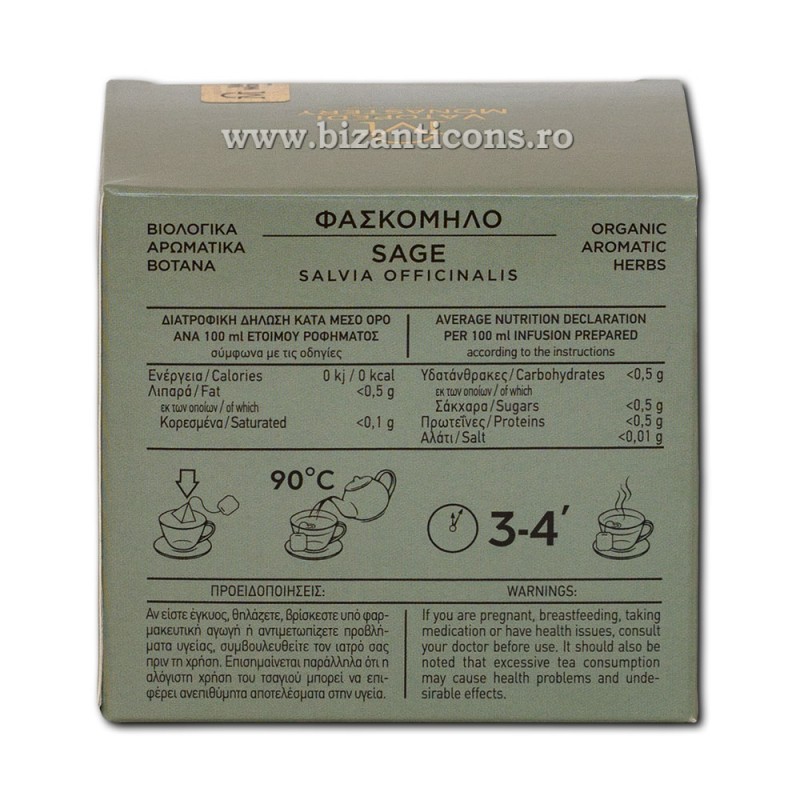 VATOPEDI
MONASTERY
www.bizanticons.ro
ΒΙΟΛΟΓΙΚΑ
ΑΡΩΜΑΤΙΚΑ
ΒΟΤΑΝΑ
ΦΑΣΚΟΜΗΛΟ
SAGE
SALVIA OFFICINALIS
ORGANIC
AROMATIC
HERBS
ΔΙΑΤΡΟΦΙΚΗ ΔΗΛΩΣΗ ΚΑΤΑ ΜΕΣΟ ΟΡΟ
ΑΝΑ 100 ml ΕΤΟΙΜΟΥ ΡΟΦΗΜΑΤΟΣ
σύμφωνα με τις οδηγίες
AVERAGE NUTRITION DECLARATION
PER 100 ml INFUSION PREPARED
according to the instructions
Ενέργεια/Calories 0 kj / 0 kcal
Λιπαρά/Fat <0,5 g
εκ των οποίων/of which
Κορεσμένα/Saturated <0,1 g
Υδατάνθρακες/Carbohydrates <0,5 g
εκ των οποίων/of which
Σάκχαρα/Sugars <0,5 g
Πρωτεΐνες/Proteins <0,5 g
Αλάτι/Salt <0,01 g
90°C
3-4'
ΠΡΟΕΙΔΟΠΟΙΗΣΕΙΣ:
Αν είστε έγκυος, θηλάζετε, βρίσκεστε υπό φαρ-
μακευτική αγωγή ή αντιμετωπίζετε προβλή-
ματα υγείας, συμβουλευθείτε τον ιατρό σας
πριν τη χρήση. Επισημαίνεται παράλληλα ότι η
αλόγιστη χρήση του τσαγιού μπορεί να επι-
φέρει ανεπιθύμητα αποτελέσματα στην υγεία.
WARNINGS:
If you are pregnant, breastfeeding, taking
medication or have health issues, consult
your doctor before use. It should also be
noted that excessive tea consumption
may cause health problems and unde-
sirable effects.